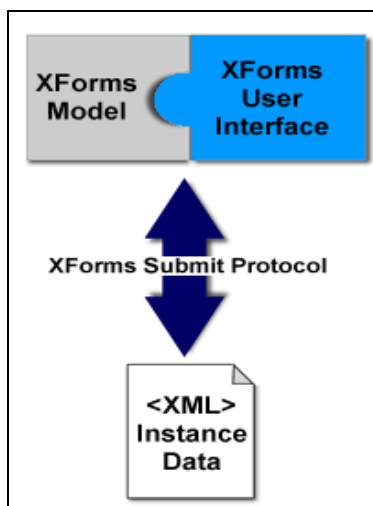 XForms
Model
XForms
User
Interface
XForms Submit Protocol
<XML>
Instance
Data